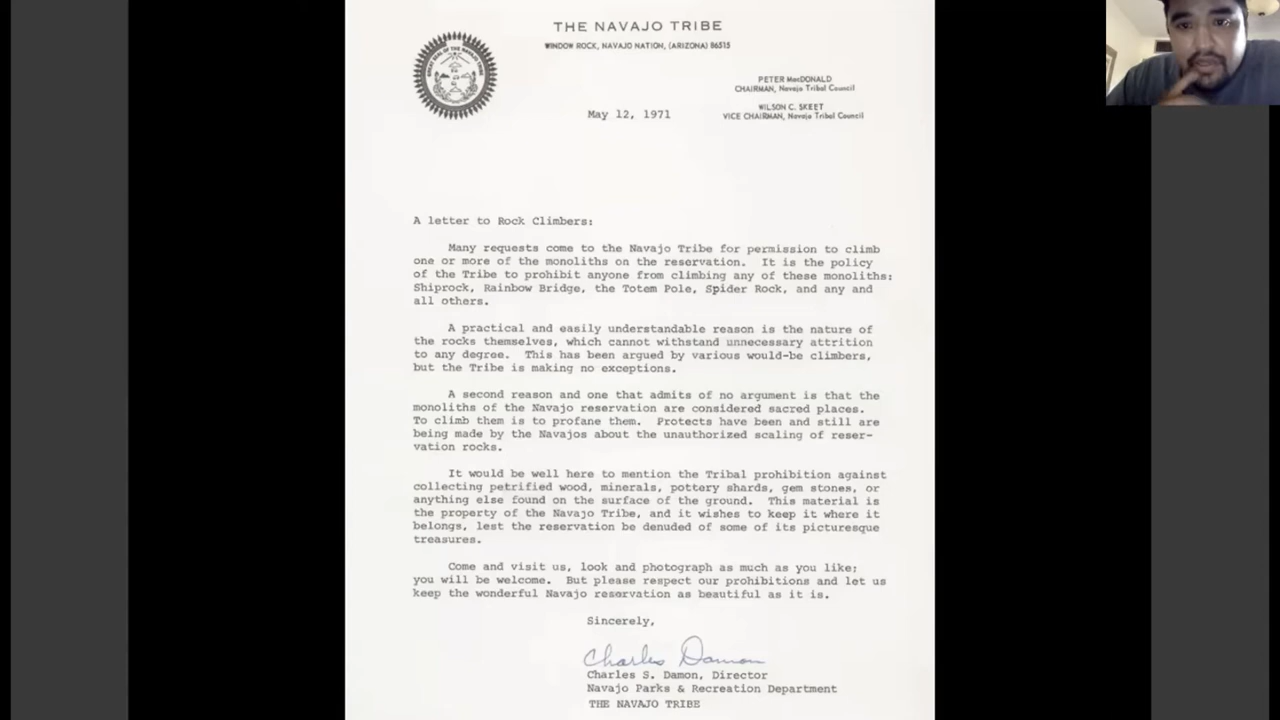 THE NAVAJO TRIBE
WINDOW ROCK, NAVAJO NATION, (ARIZONA) 86515
GREAT SEAL OF THE NAVAJO TRIBE
PETER MacDONALD
CHAIRMAN, Navajo Tribal Council
WILSON C. SKEET
VICE CHAIRMAN, Navajo Tribal Council
May 12, 1971
A letter to Rock Climbers:
Many requests come to the Navajo Tribe for permission to climb
one or more of the monoliths on the reservation. It is the policy
of the Tribe to prohibit anyone from climbing any of these monoliths:
Shiprock, Rainbow Bridge, the Totem Pole, Spider Rock, and any and
all others.
A practical and easily understandable reason is the nature of
the rocks themselves, which cannot withstand unnecessary attrition
to any degree. This has been argued by various would-be climbers,
but the Tribe is making no exceptions.
A second reason and one that admits of no argument is that the
monoliths of the Navajo reservation are considered sacred places.
To climb them is to profane them. Protects have been and still are
being made by the Navajos about the unauthorized scaling of reser-
vation rocks.
It would be well here to mention the Tribal prohibition against
collecting petrified wood, minerals, pottery shards, gem stones, or
anything else found on the surface of the ground. This material is
the property of the Navajo Tribe, and it wishes to keep it where it
belongs, lest the reservation be denuded of some of its picturesque
treasures.
Come and visit us, look and photograph as much as you like;
you will be welcome. But please respect our prohibitions and let us
keep the wonderful Navajo reservation as beautiful as it is.
Sincerely,
Charles Damon
Charles S. Damon, Director
Navajo Parks & Recreation Department
THE NAVAJO TRIBE